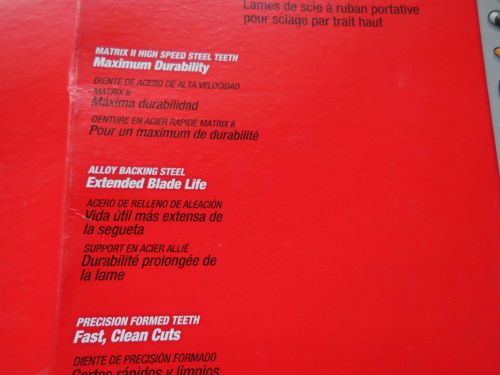 Lames de scie à ruban portative
pour sciage par trait haut
MATRIX II HIGH SPEED STEEL TEETH
Maximum Durability
DIENTE DE ACERO DE ALTA VELOCIDAD
MATRIX II
Máxima durabilidad
DENTURE EN ACIER RAPIDE MATRIX II
Pour un maximum de durabilité
ALLOY BACKING STEEL
Extended Blade Life
ACERO DE RELLENO DE ALEACIÓN
Vida útil más extensa de
la segueta
SUPPORT EN ACIER ALLIÉ
Durabilité prolongée de
la lame
PRECISION FORMED TEETH
Fast, Clean Cuts
DIENTE DE PRECISIÓN FORMADO
Cortes rápidos y limpios